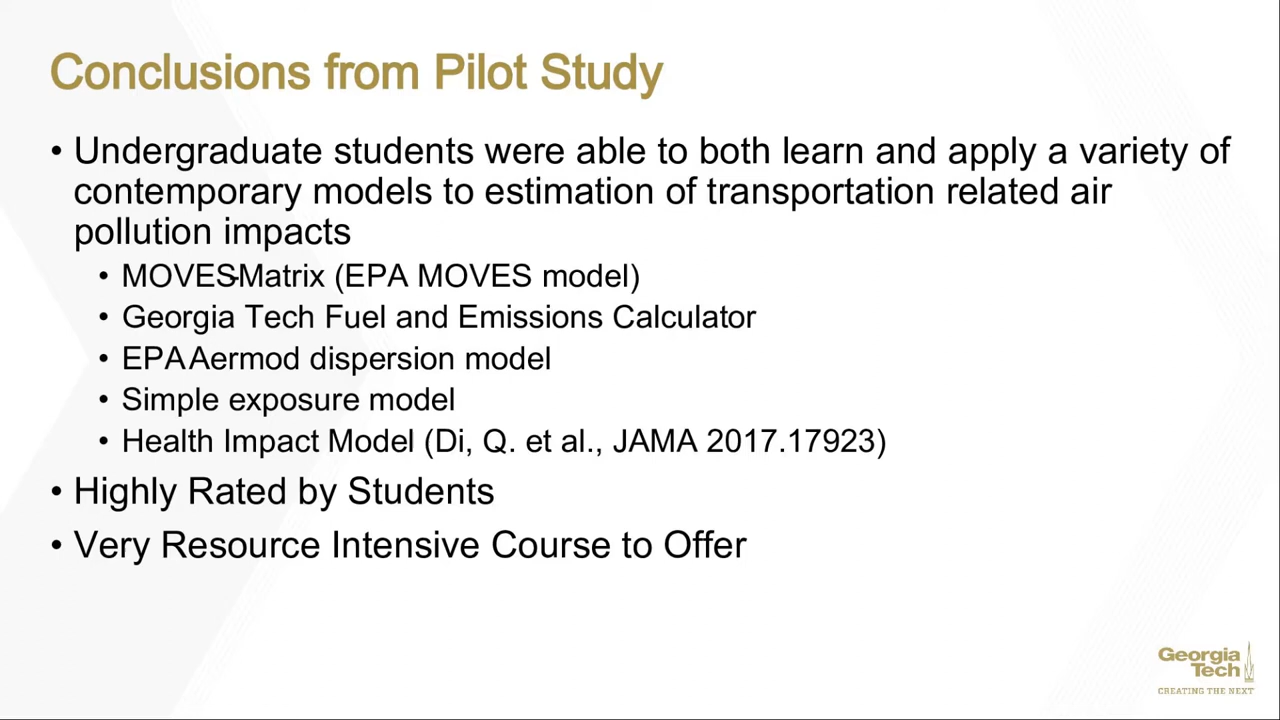 Conclusions from Pilot Study
• Undergraduate students were able to both learn and apply a variety of
contemporary models to estimation of transportation related air
pollution impacts
• MOVES-Matrix (EPA MOVES model)
• Georgia Tech Fuel and Emissions Calculator
• EPA Aermod dispersion model
• Simple exposure model
• Health Impact Model (Di, Q. et al., JAMA 2017.17923)
• Highly Rated by Students
• Very Resource Intensive Course to Offer
Georgia
Tech
CREATING THE NEXT